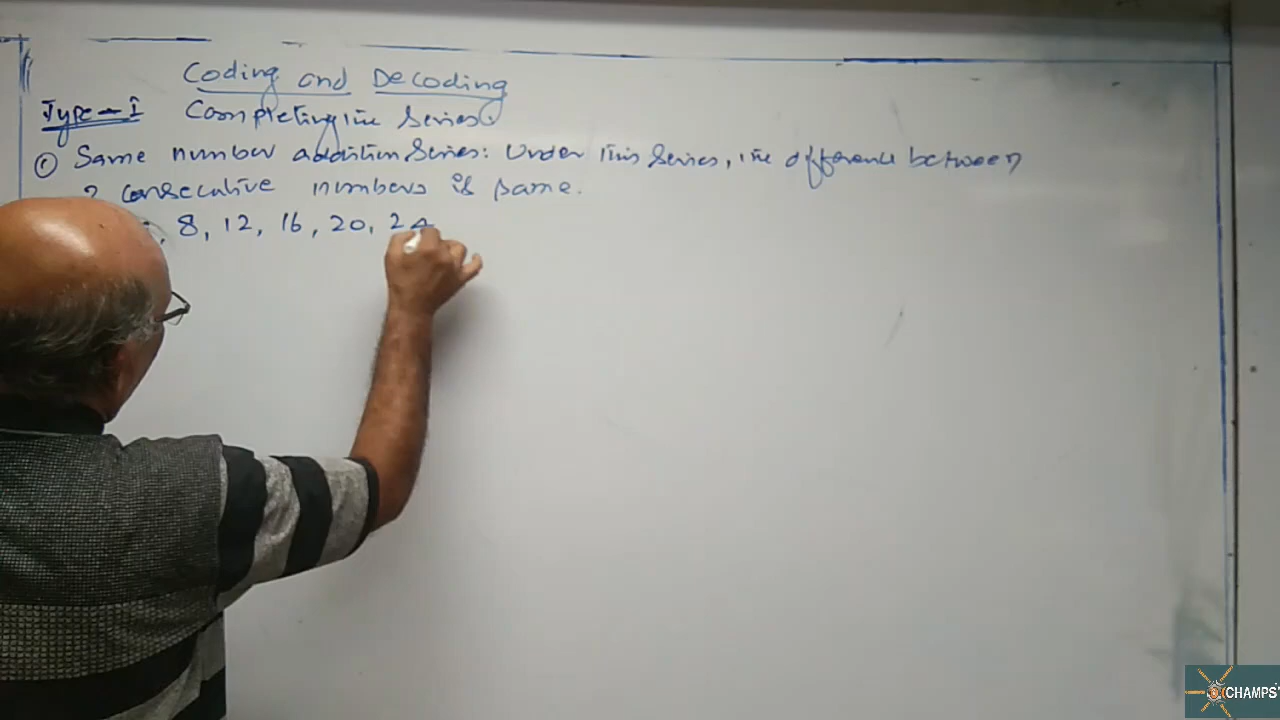 Coding and Decoding
Type-I Completing the Series.
① Same number addition Series: Under this Series, the difference between
2 consecutive numbers is same.
, 8, 12, 16, 20, 24
CHAMPS